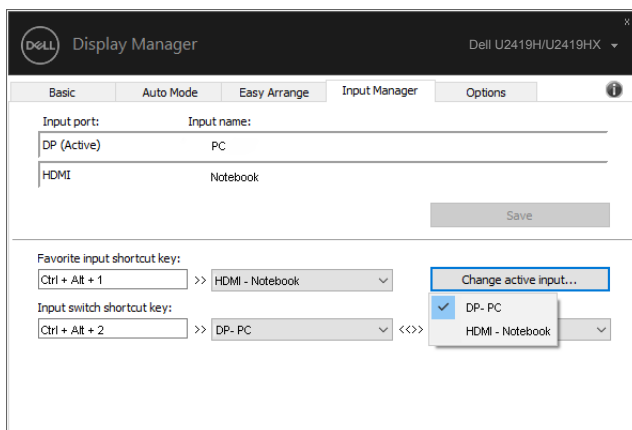 x
DELL Display Manager Dell U2419H/U2419HX
Basic Auto Mode Easy Arrange Input Manager Options i
Input port: Input name:
DP (Active) PC
HDMI Notebook
Save
Favorite input shortcut key:
Ctrl + Alt + 1 >> HDMI - Notebook Change active input...
DP- PC
Input switch shortcut key:
HDMI - Notebook
Ctrl + Alt + 2 >> DP- PC <<>>